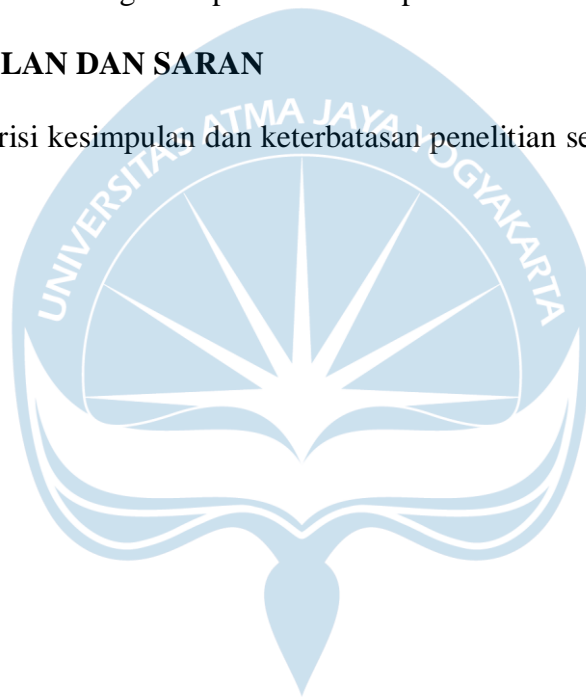 LAN DAN SARAN
risi kesimpulan dan keterbatasan penelitian se
UNIVERSITAS ATMA JAYA YOGYAKARTA